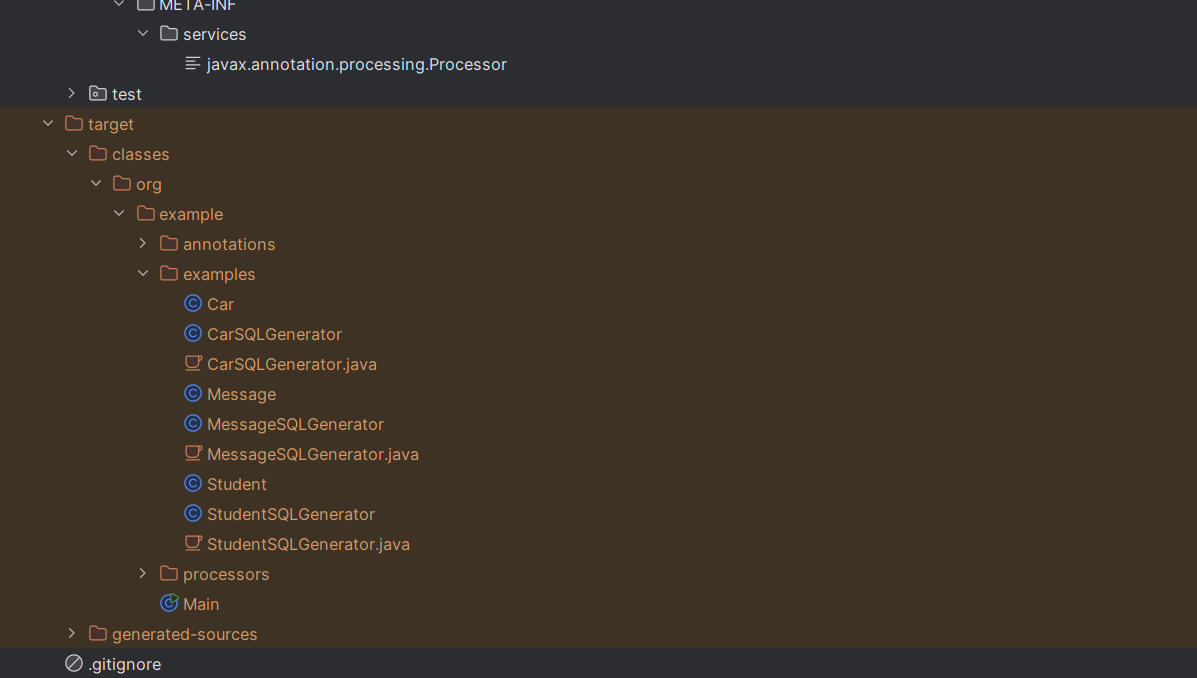 META-INF
services
javax.annotation.processing.Processor
test
target
classes
org
example
annotations
examples
Car
CarSQLGenerator
CarSQLGenerator.java
Message
MessageSQLGenerator
MessageSQLGenerator.java
Student
StudentSQLGenerator
StudentSQLGenerator.java
processors
Main
generated-sources
.gitignore